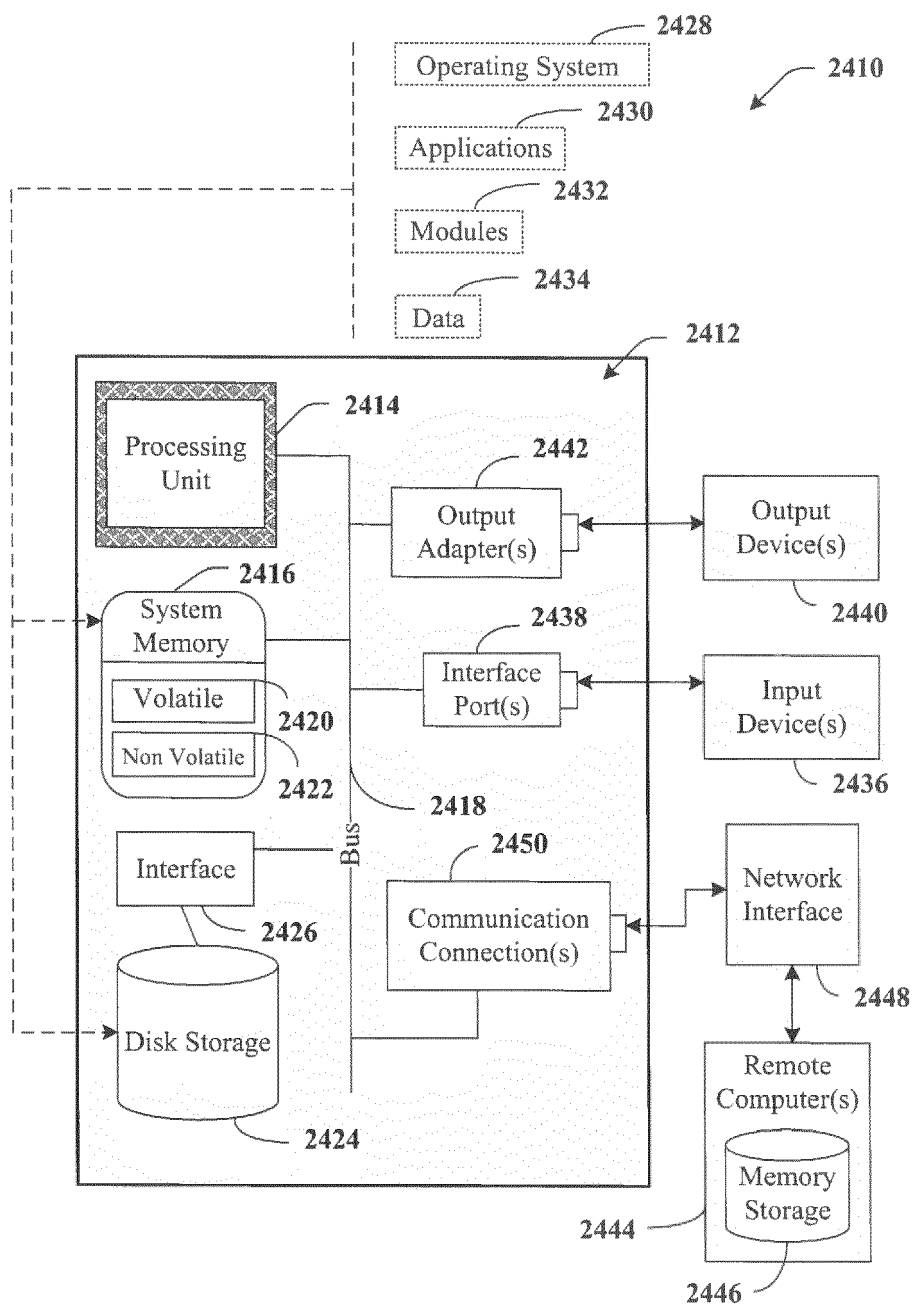 2428
Operating System
2410
2430
Applications
2432
Modules
2434
Data
2412
2414
Processing
Unit
2442
Output
Adapter(s)
Output
Device(s)
2440
2416
System
Memory
Volatile
2420
Non Volatile
2422
2438
Interface
Port(s)
Input
Device(s)
2436
2418
Bus
Interface
2426
2450
Communication
Connection(s)
Network
Interface
2448
Disk Storage
2424
Remote
Computer(s)
Memory
Storage
2444
2446